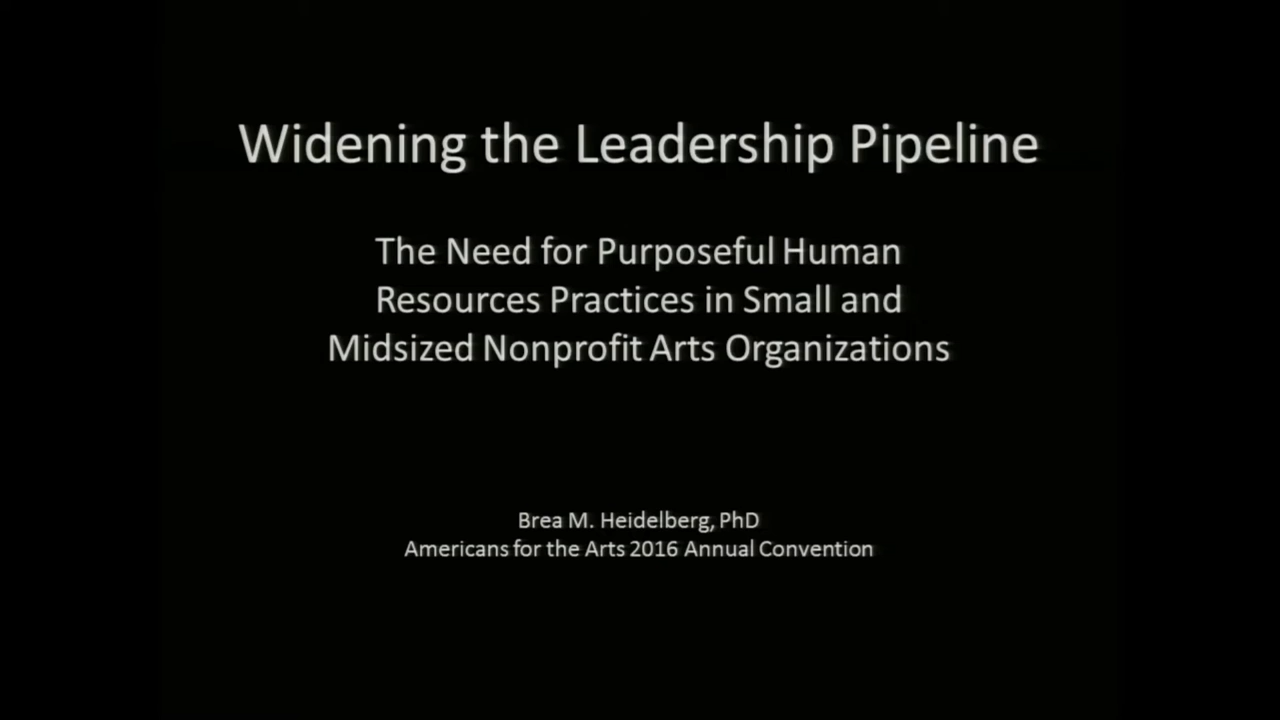 Widening the Leadership Pipeline
The Need for Purposeful Human
Resources Practices in Small and
Midsized Nonprofit Arts Organizations
Brea M. Heidelberg, PhD
Americans for the Arts 2016 Annual Convention